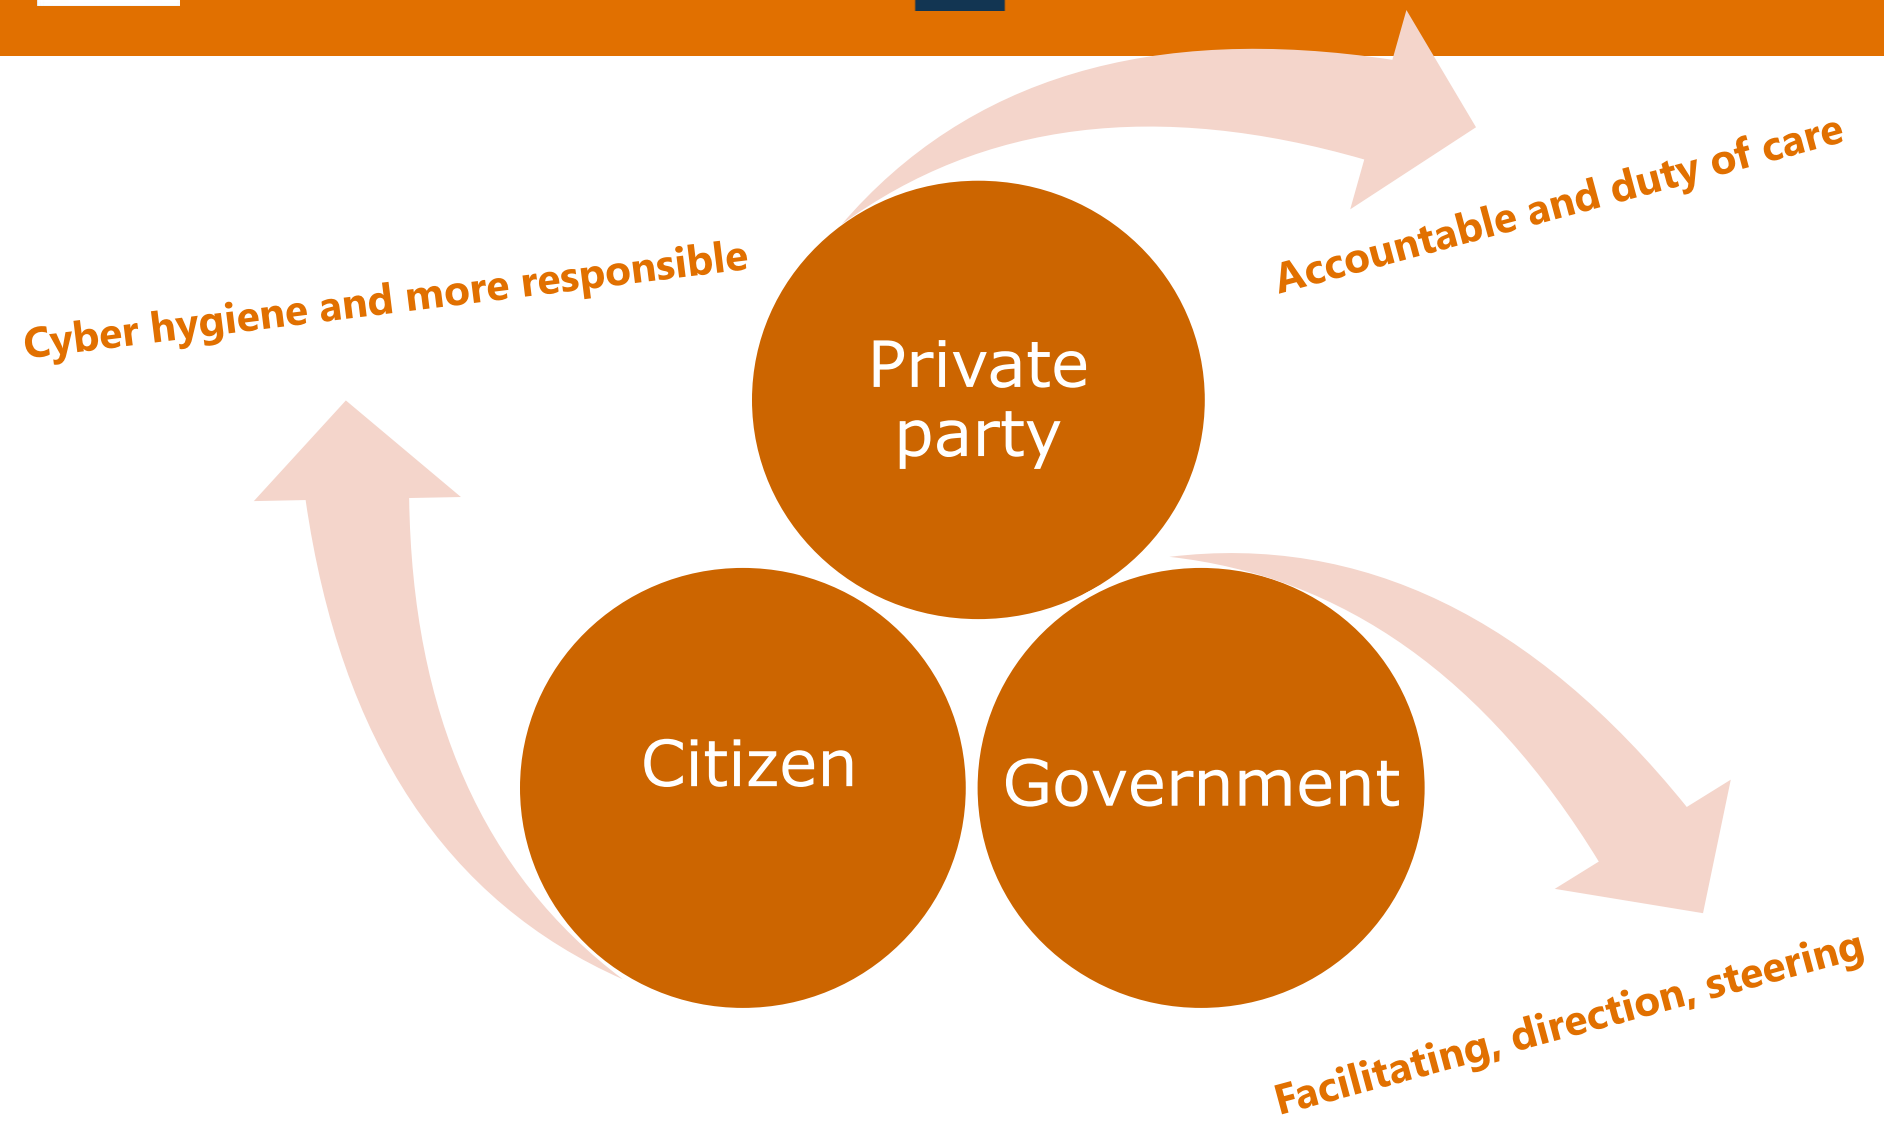 Accountable and duty of care
Cyber hygiene and more responsible
Private
party
Citizen
Government
Facilitating, direction, steering